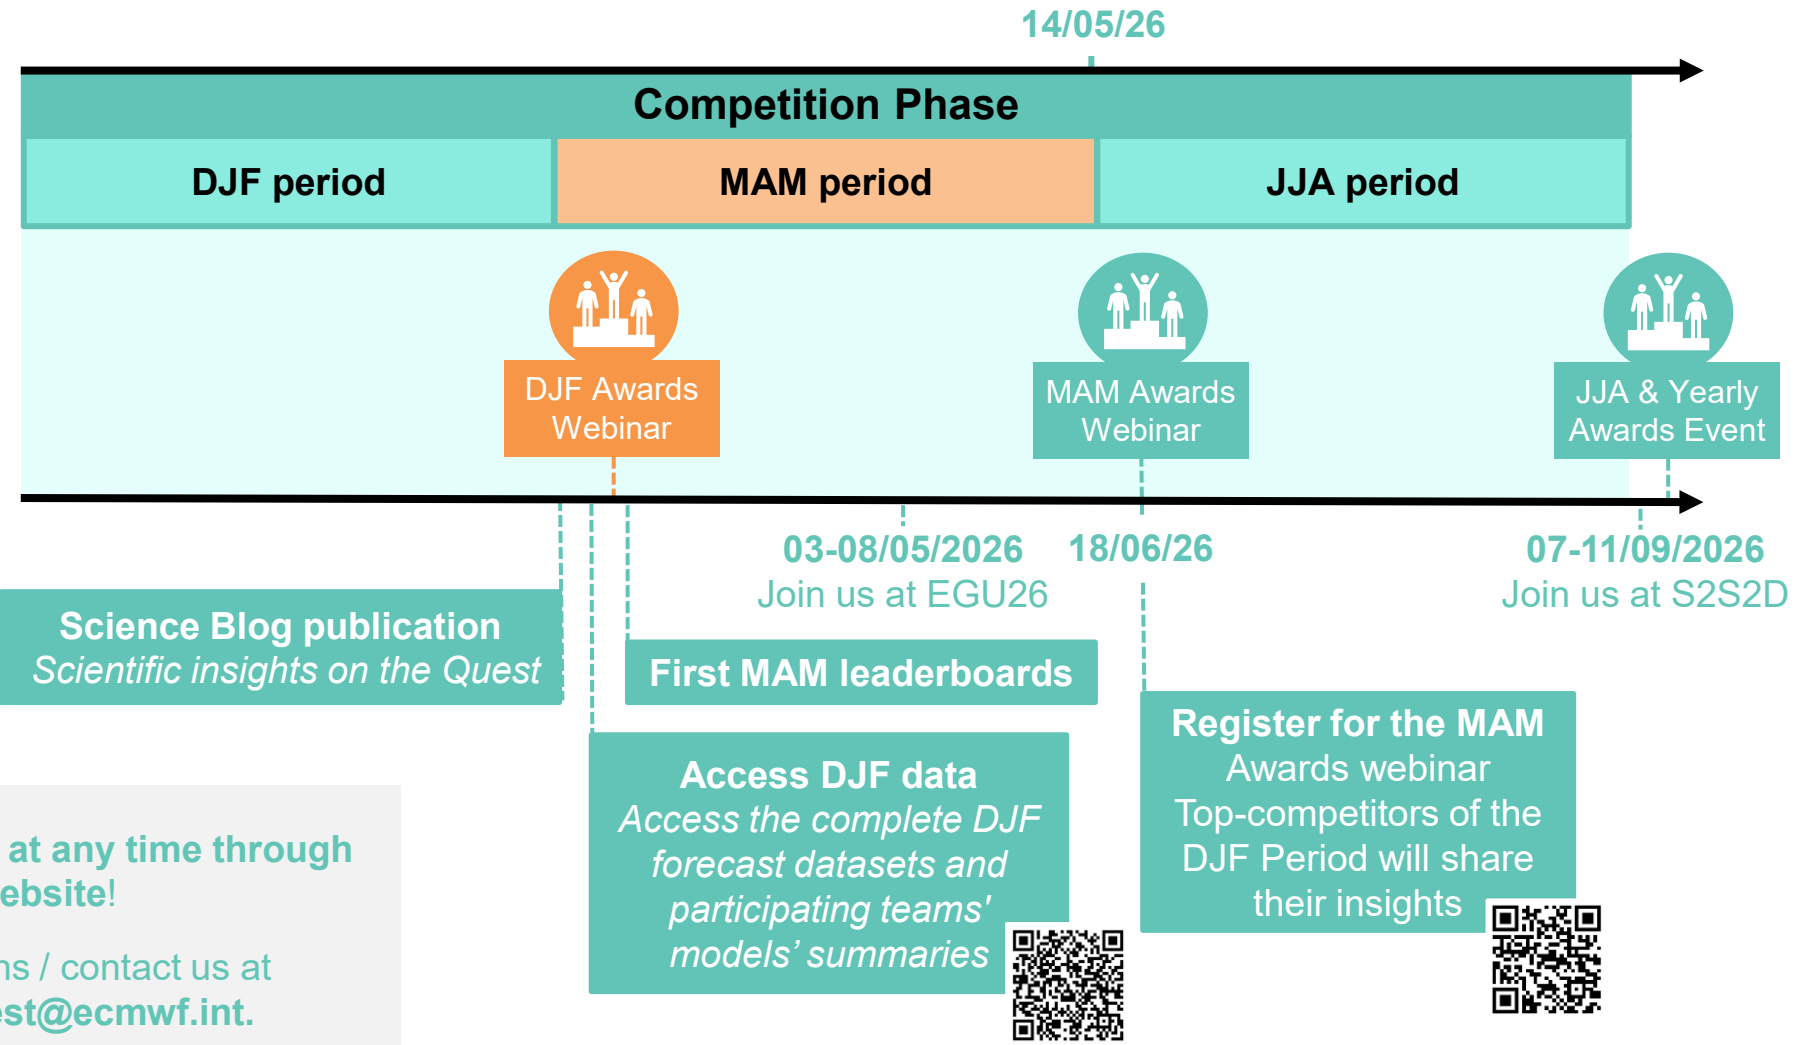 14/05/26
Competition Phase
DJF period
MAM period
JJA period
DJF Awards
Webinar
MAM Awards
Webinar
JJA & Yearly
Awards Event
03-08/05/2026
Join us at EGU26
18/06/26
07-11/09/2026
Join us at S2S2D
Science Blog publication
Scientific insights on the Quest
First MAM leaderboards
Access DJF data
Access the complete DJF
forecast datasets and
participating teams'
models’ summaries
Register for the MAM
Awards webinar
Top-competitors of the
DJF Period will share
their insights
at any time through
ebsite!
ns / contact us at
est@ecmwf.int.